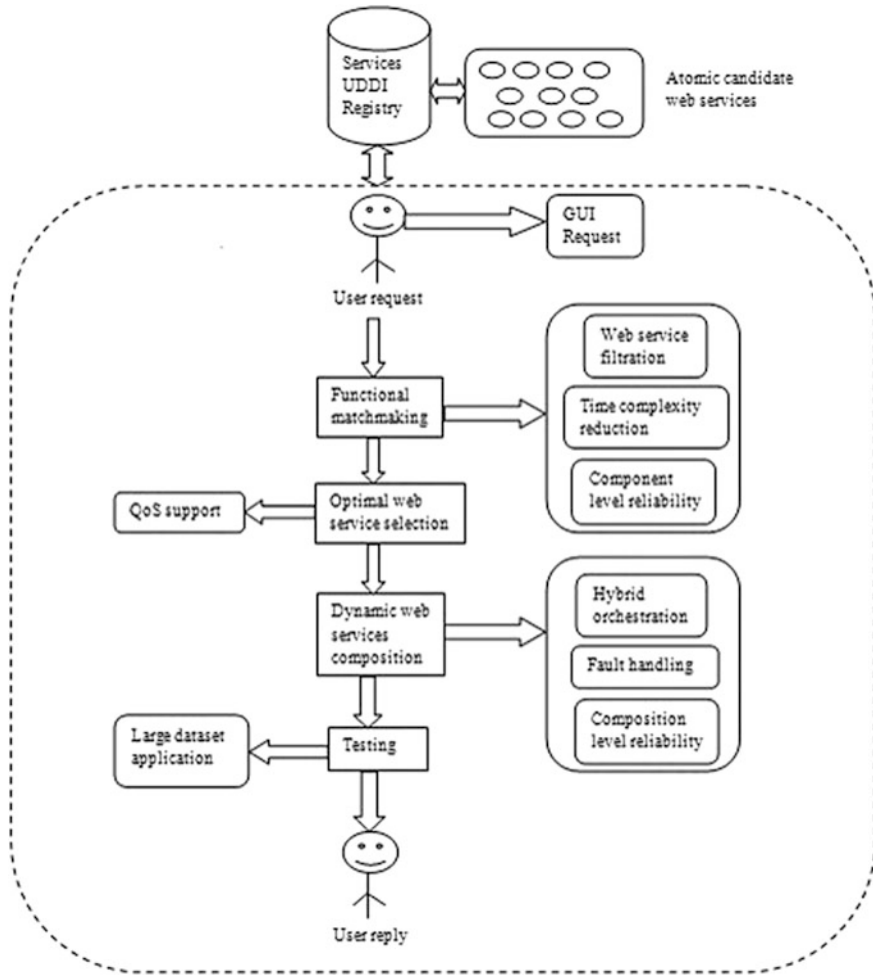 Services
UDDI
Registry
Atomic candidate
web services
GUI
Request
User request
Web service
filtration
Functional
matchmaking
Time complexity
reduction
Component
level reliability
QoS support
Optimal web
service selection
Dynamic web
services
composition
Hybrid
orchestration
Fault handling
Composition
level reliability
Large dataset
application
Testing
User reply